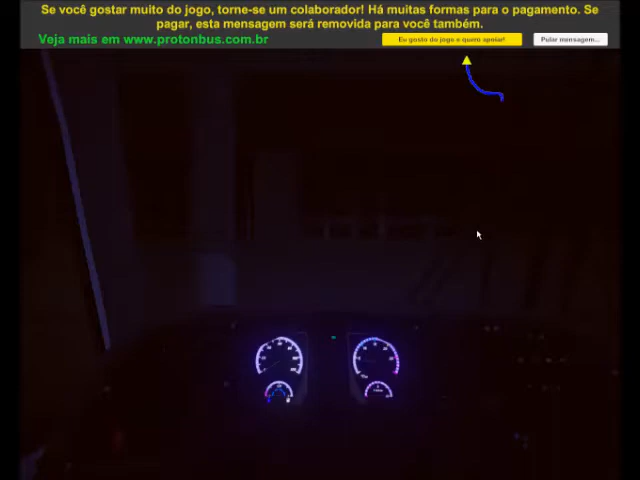 Se você gostar muito do jogo, torne-se um colaborador! Há muitas formas para o pagamento. Se
pagar, esta mensagem será removida para você também.
Veja mais em www.protonbus.com.br
Eu gosto do jogo e quero apoiar!
Pular mensagem...